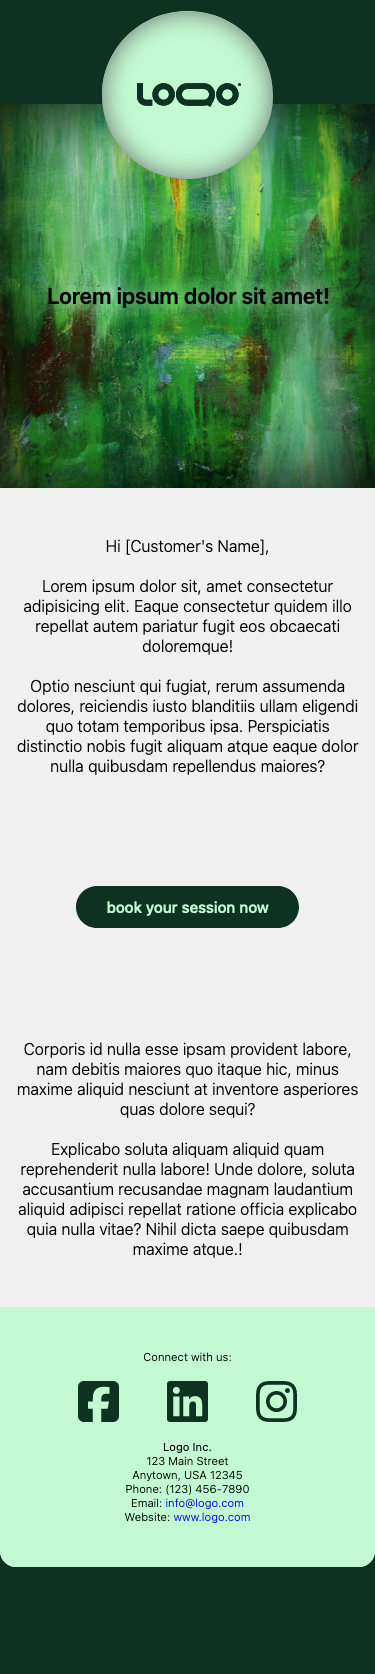 LOGO
Lorem ipsum dolor sit amet!
Hi [Customer's Name],
Lorem ipsum dolor sit, amet consectetur
adipisicing elit. Eaque consectetur quidem illo
repellat autem pariatur fugit eos obcaecati
doloremque!
Optio nesciunt qui fugiat, rerum assumenda
dolores, reiciendis iusto blanditiis ullam eligendi
quo totam temporibus ipsa. Perspiciatis
distinctio nobis fugit aliquam atque eaque dolor
nulla quibusdam repellendus maiores?
book your session now
Corporis id nulla esse ipsam provident labore,
nam debitis maiores quo itaque hic, minus
maxime aliquid nesciunt at inventore asperiores
quas dolore sequi?
Explicabo soluta aliquam aliquid quam
reprehenderit nulla labore! Unde dolore, soluta
accusantium recusandae magnam laudantium
aliquid adipisci repellat ratione officia explicabo
quia nulla vitae? Nihil dicta saepe quibusdam
maxime atque.!
Connect with us:
in
Logo Inc.
123 Main Street
Anytown, USA 12345
Phone: (123) 456-7890
Email: info@logo.com
Website: www.logo.com